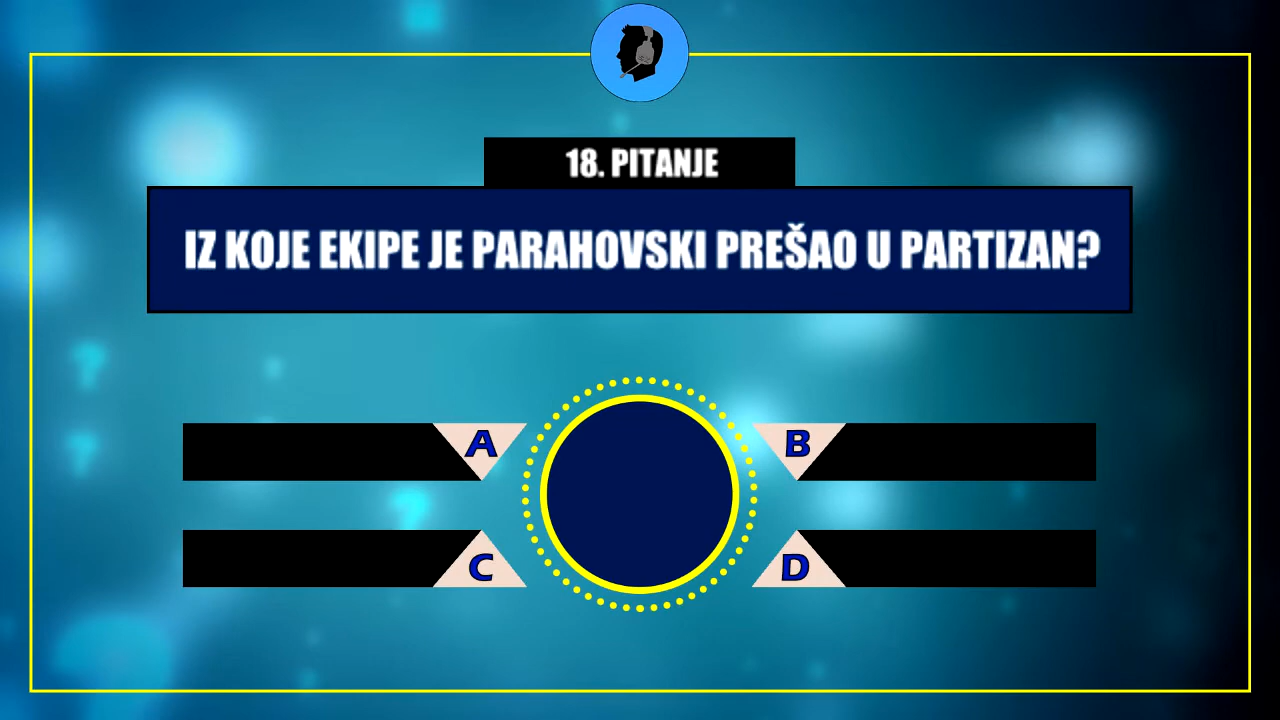 18. PITANJE
IZ KOJE EKIPE JE PARAHOVSKI PREŠAO U PARTIZAN?
A
B
C
D